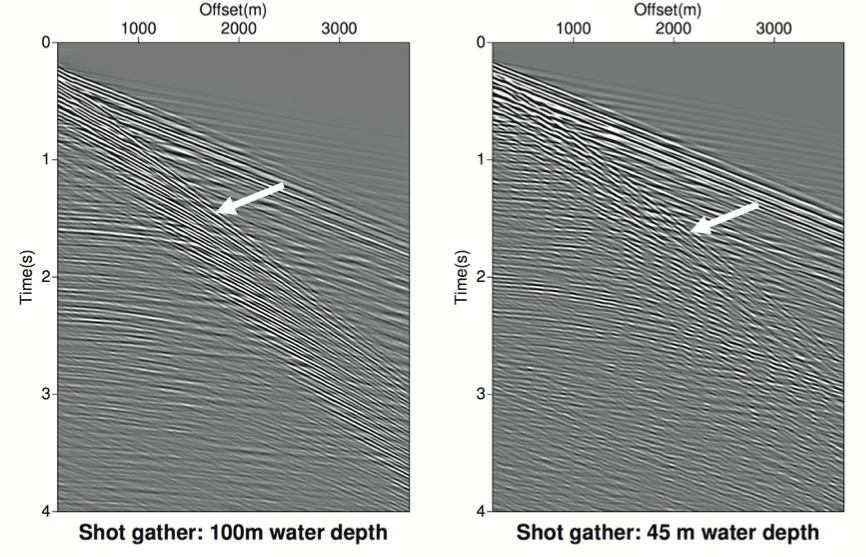 Offset(m)
1000 2000 3000
0
1
2
3
4
Time(s)
Shot gather: 100m water depth
Offset(m)
1000 2000 3000
0
1
2
3
4
Time(s)
Shot gather: 45 m water depth